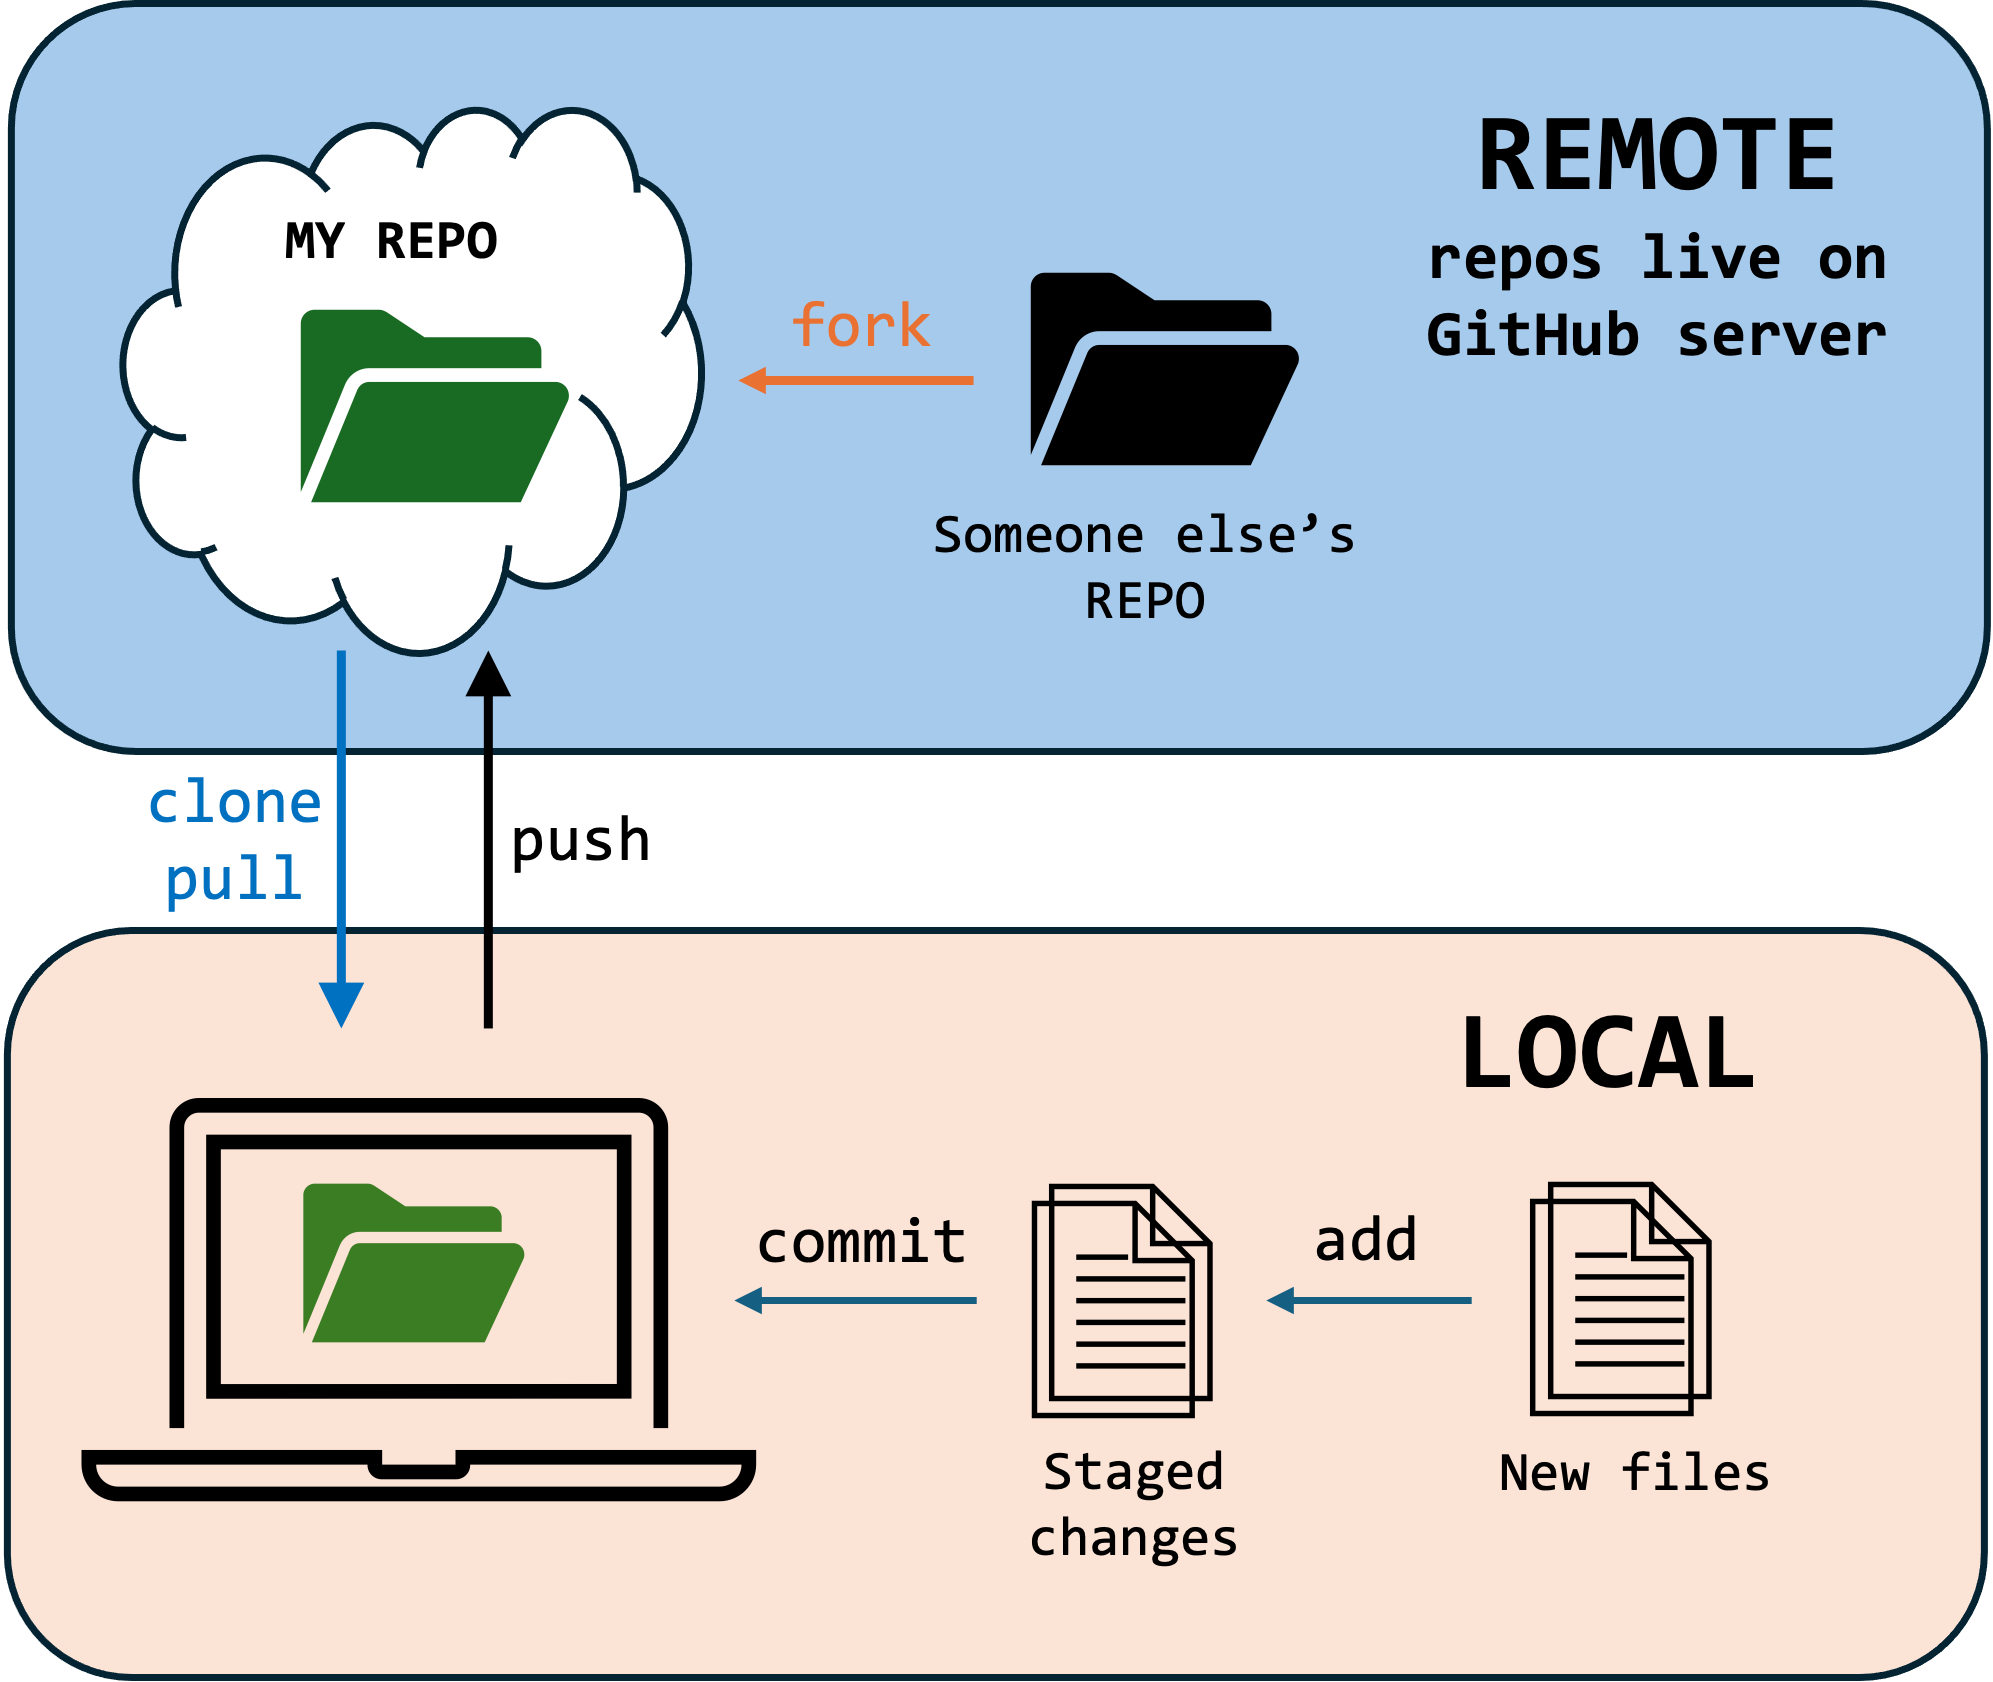 REMOTE
repos live on
GitHub server
MY REPO
fork
Someone else’s
REPO
clone
pull
push
LOCAL
commit
add
Staged
changes
New files